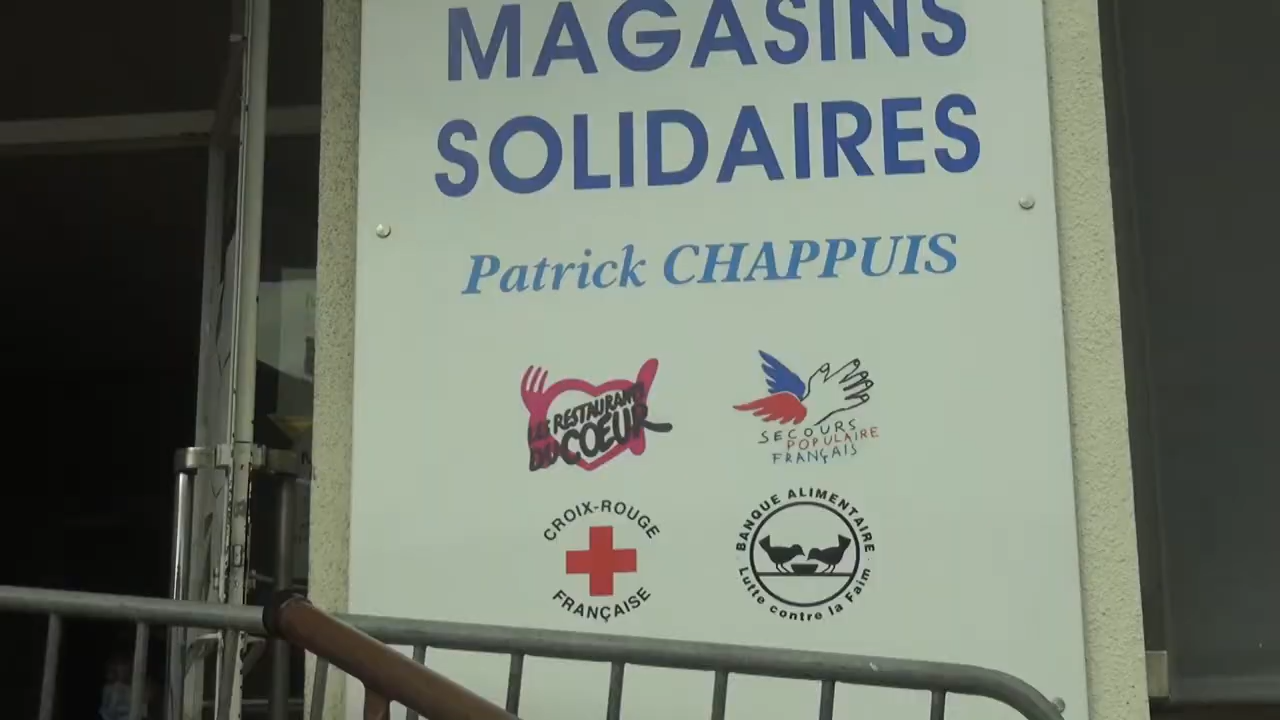 MAGASINS
SOLIDAIRES
Patrick CHAPPUIS
LES RESTAURANTS
DU COEUR
SECOURS
POPULAIRE
FRANÇAIS
CROIX-ROUGE
FRANÇAISE
BANQUE ALIMENTAIRE
Lutte contre la Faim